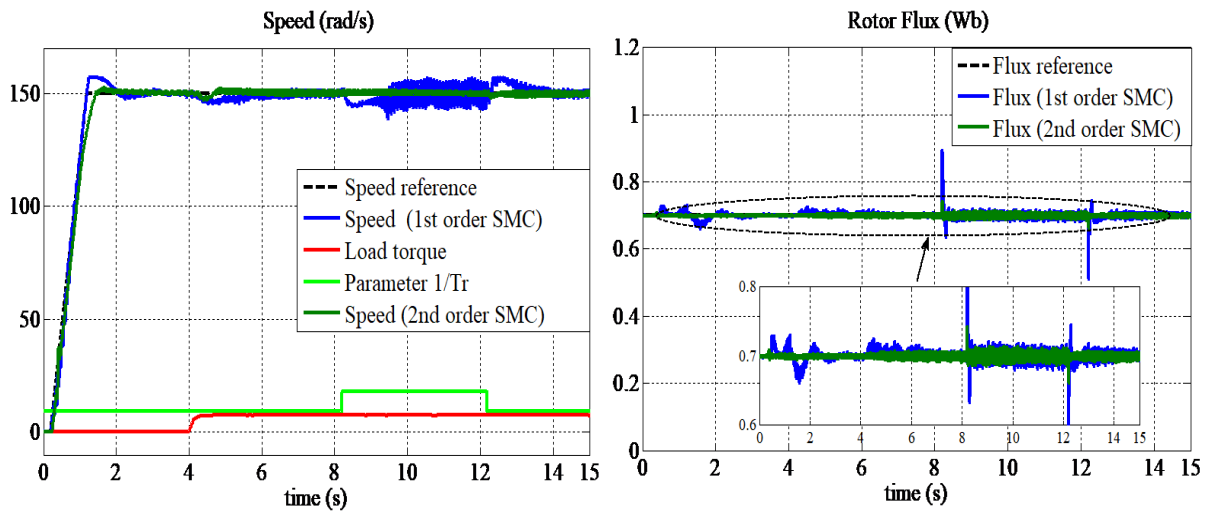 Speed (rad/s)
150
100
50
0
Speed reference
Speed (1st order SMC)
Load torque
Parameter 1/Tr
Speed (2nd order SMC)
0 2 4 6 8 10 12 15
time (s)
Rotor Flux (Wb)
1.2
1
0.8
0.6
0.4
0.2
0
Flux reference
Flux (1st order SMC)
Flux (2nd order SMC)
0.8
0.7
0.6
0 2 4 6 8 10 12 14 15
0 2 4 6 8 10 12 15
time (s)